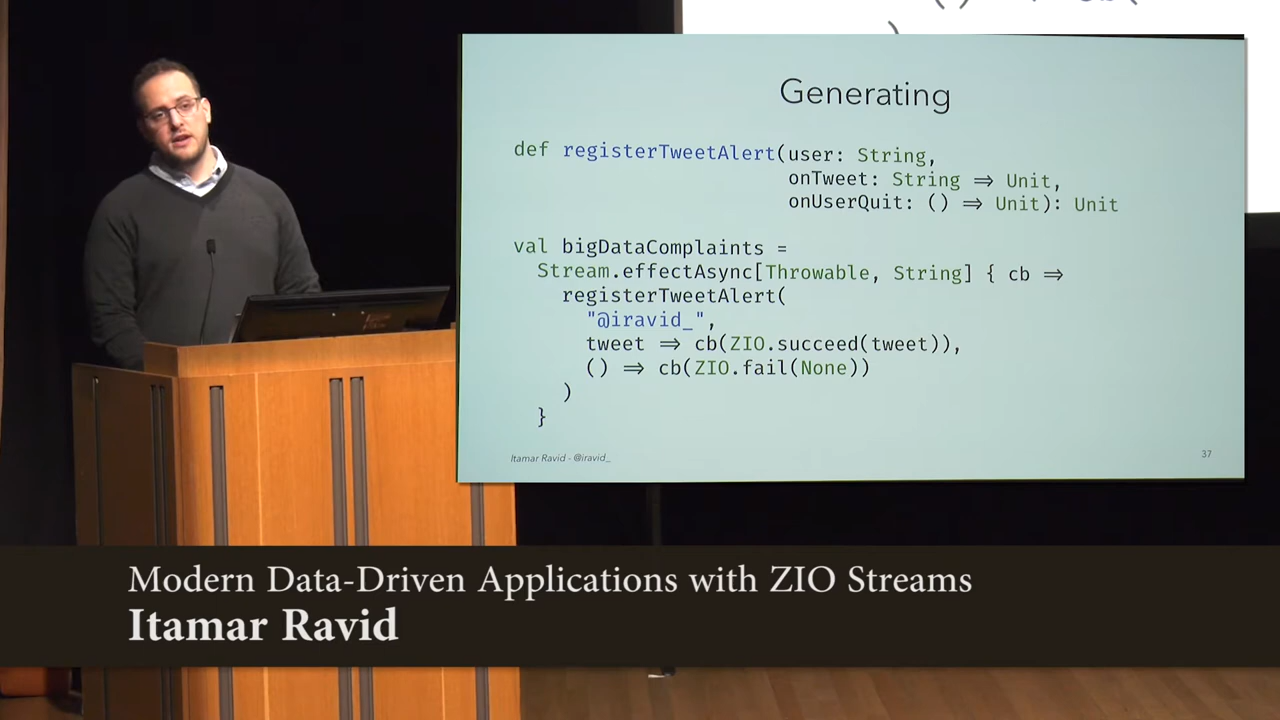 Generating
def registerTweetAlert(user: String,
onTweet: String ⇒ Unit,
onUserQuit: () ⇒ Unit): Unit
val bigDataComplaints =
Stream.effectAsync[Throwable, String] { cb ⇒
registerTweetAlert(
"@iravid_",
tweet ⇒ cb(ZIO.succeed(tweet)),
() ⇒ cb(ZIO.fail(None))
)
}
Itamar Ravid - @iravid_
37
Modern Data-Driven Applications with ZIO Streams
Itamar Ravid